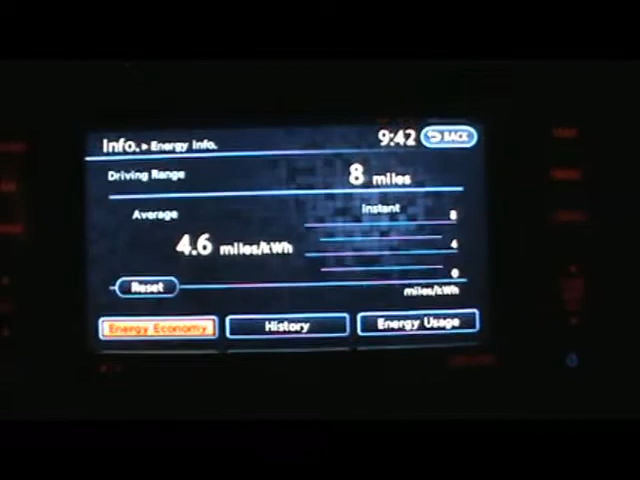 Info. ▸ Energy Info. 9:42 BACK
Driving Range 8 miles
Average Instant
8
4.6 miles/kWh 4
0
Reset miles/kWh
Energy Economy History Energy Usage